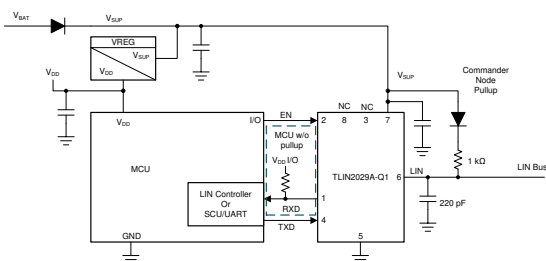 VBAT
VSUP
VREG
VSUP
VDD
VDD
VSUP
Commander
Node
Pullup
I/O
EN
NC
NC
2
8
3
7
VDD
MCU w/o
pullup
VDD I/O
MCU
TLIN2029A-Q1
1 kΩ
LIN
LIN Bus
6
LIN Controller
Or
SCU/UART
1
RXD
220 pF
4
TXD
GND
5